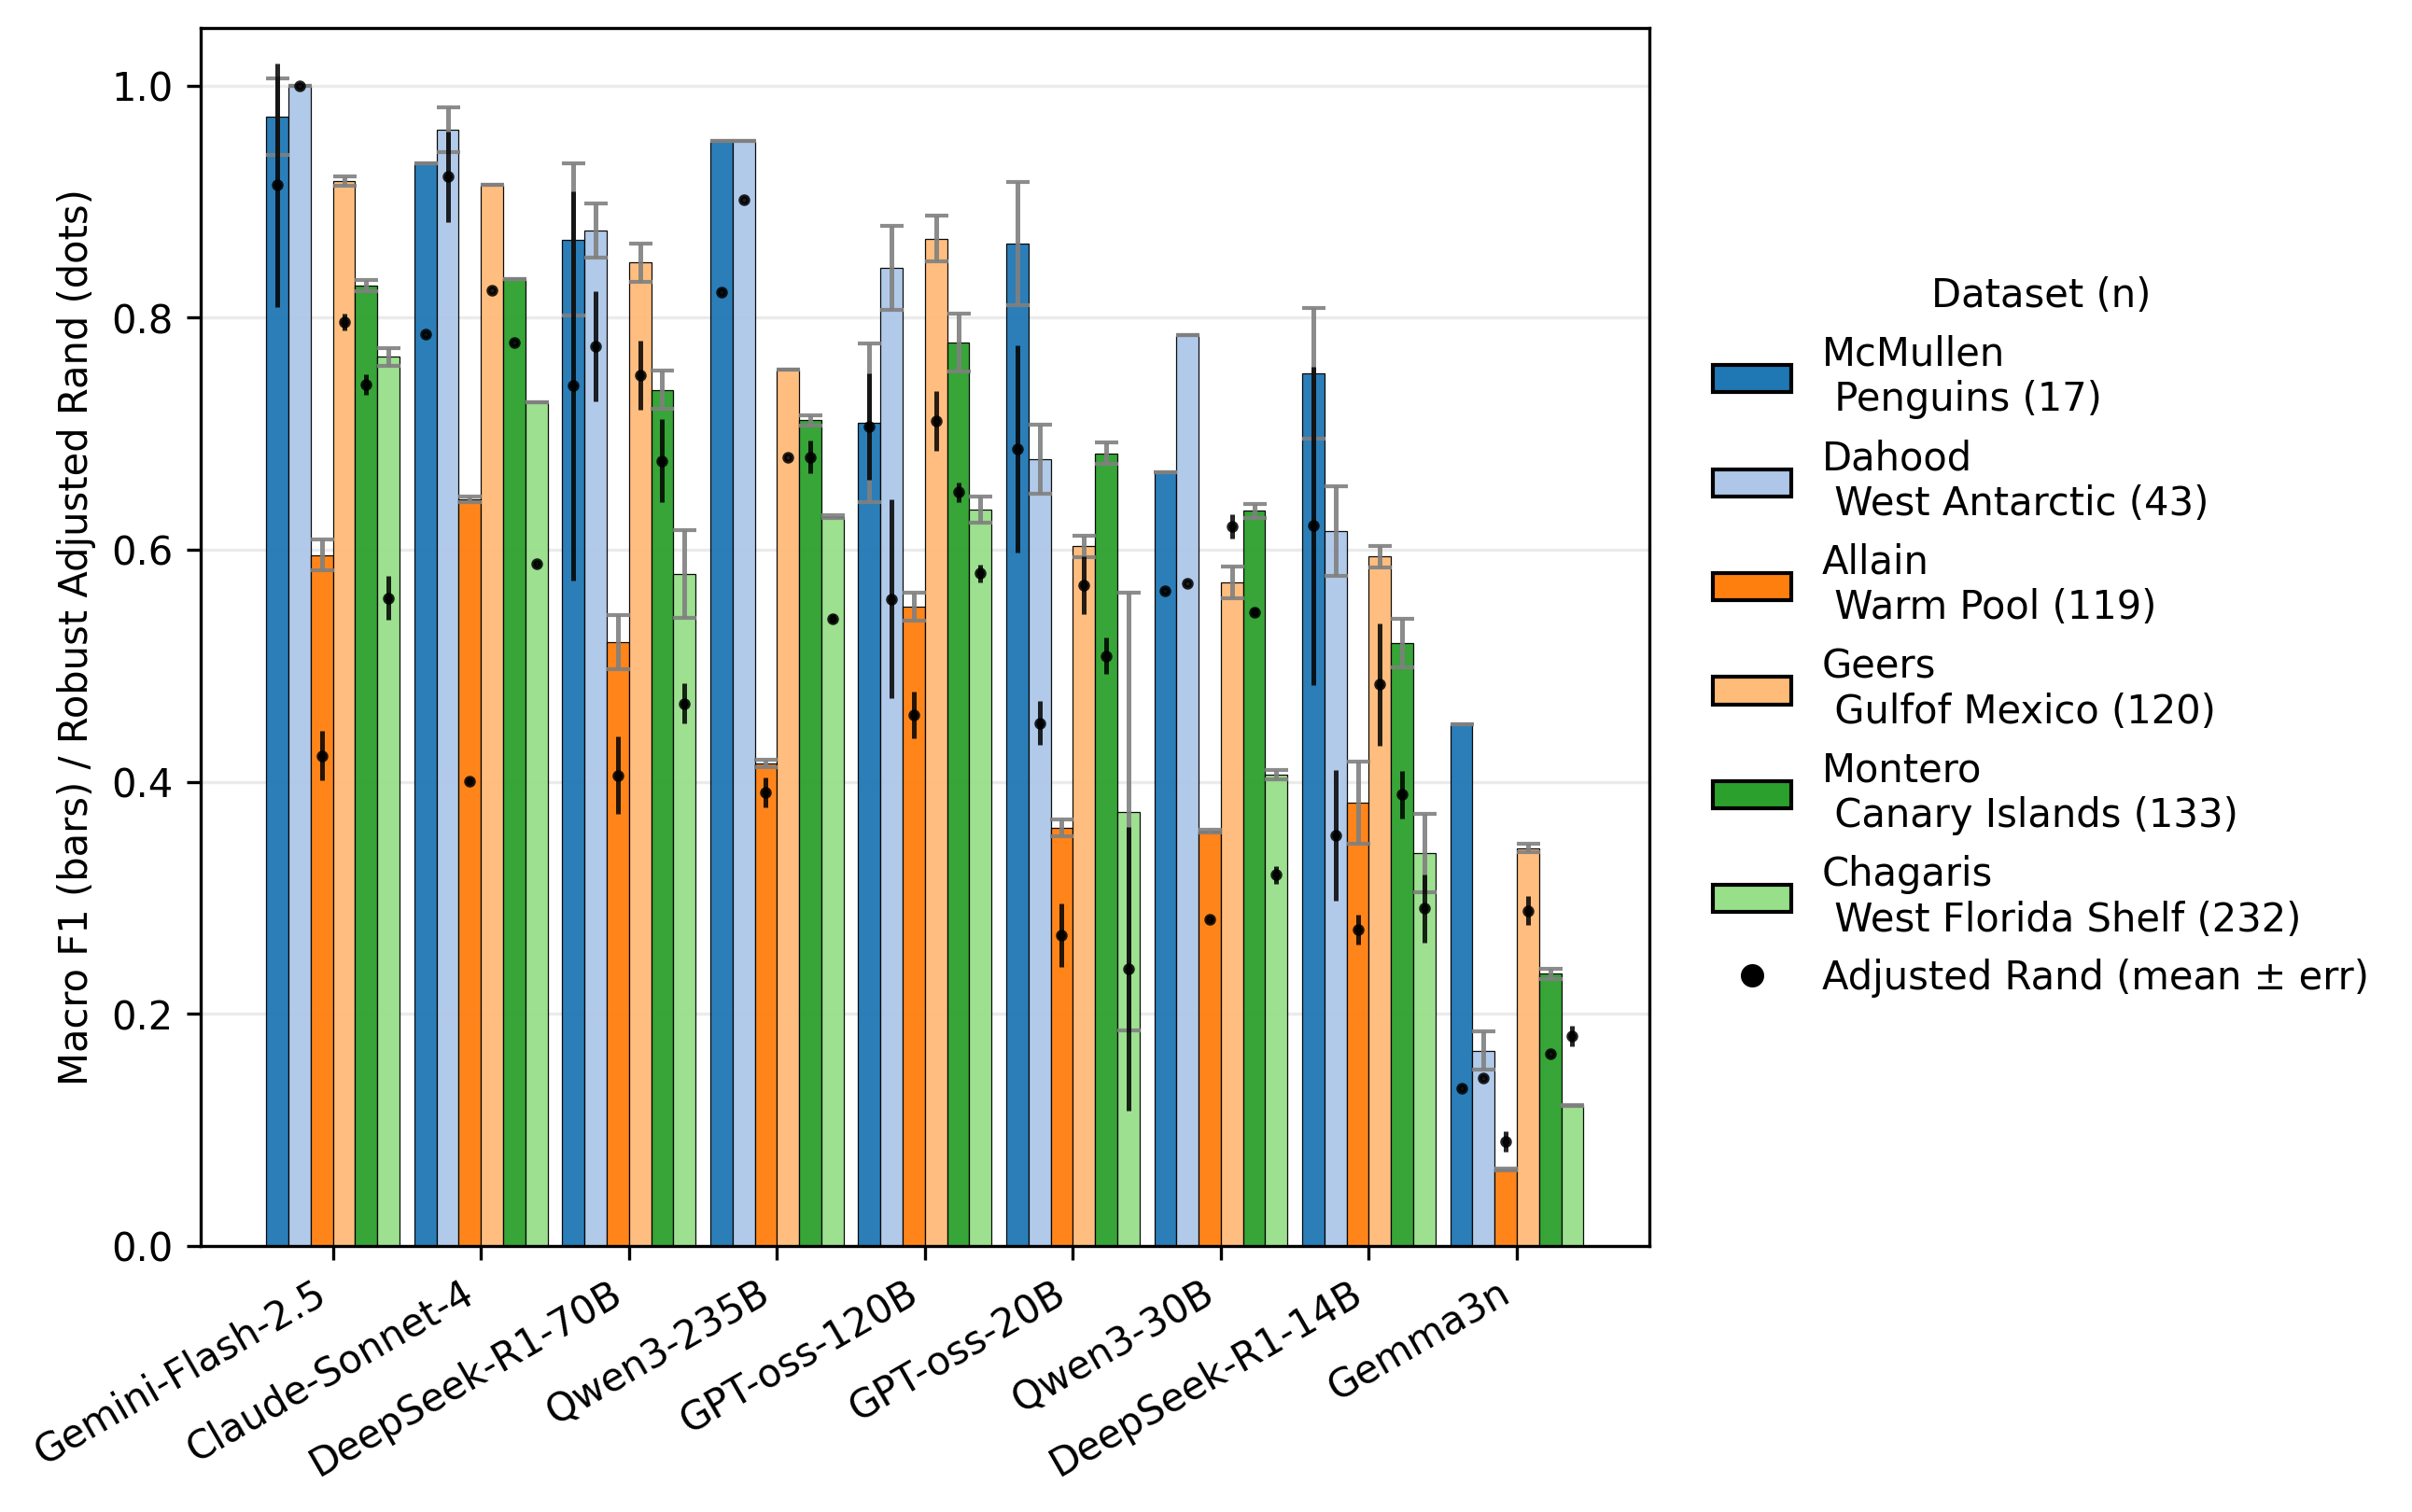 Macro F1 (bars) / Robust Adjusted Rand (dots)
1.0
0.8
0.6
0.4
0.2
0.0
Gemini-Flash-2.5
Claude-Sonnet-4
DeepSeek-R1-70B
Qwen3-235B
GPT-oss-120B
GPT-oss-20B
Qwen3-30B
DeepSeek-R1-14B
Gemma3n
Dataset (n)
McMullen
Penguins (17)
Dahood
West Antarctic (43)
Allain
Warm Pool (119)
Geers
Gulfof Mexico (120)
Montero
Canary Islands (133)
Chagaris
West Florida Shelf (232)
Adjusted Rand (mean ± err)